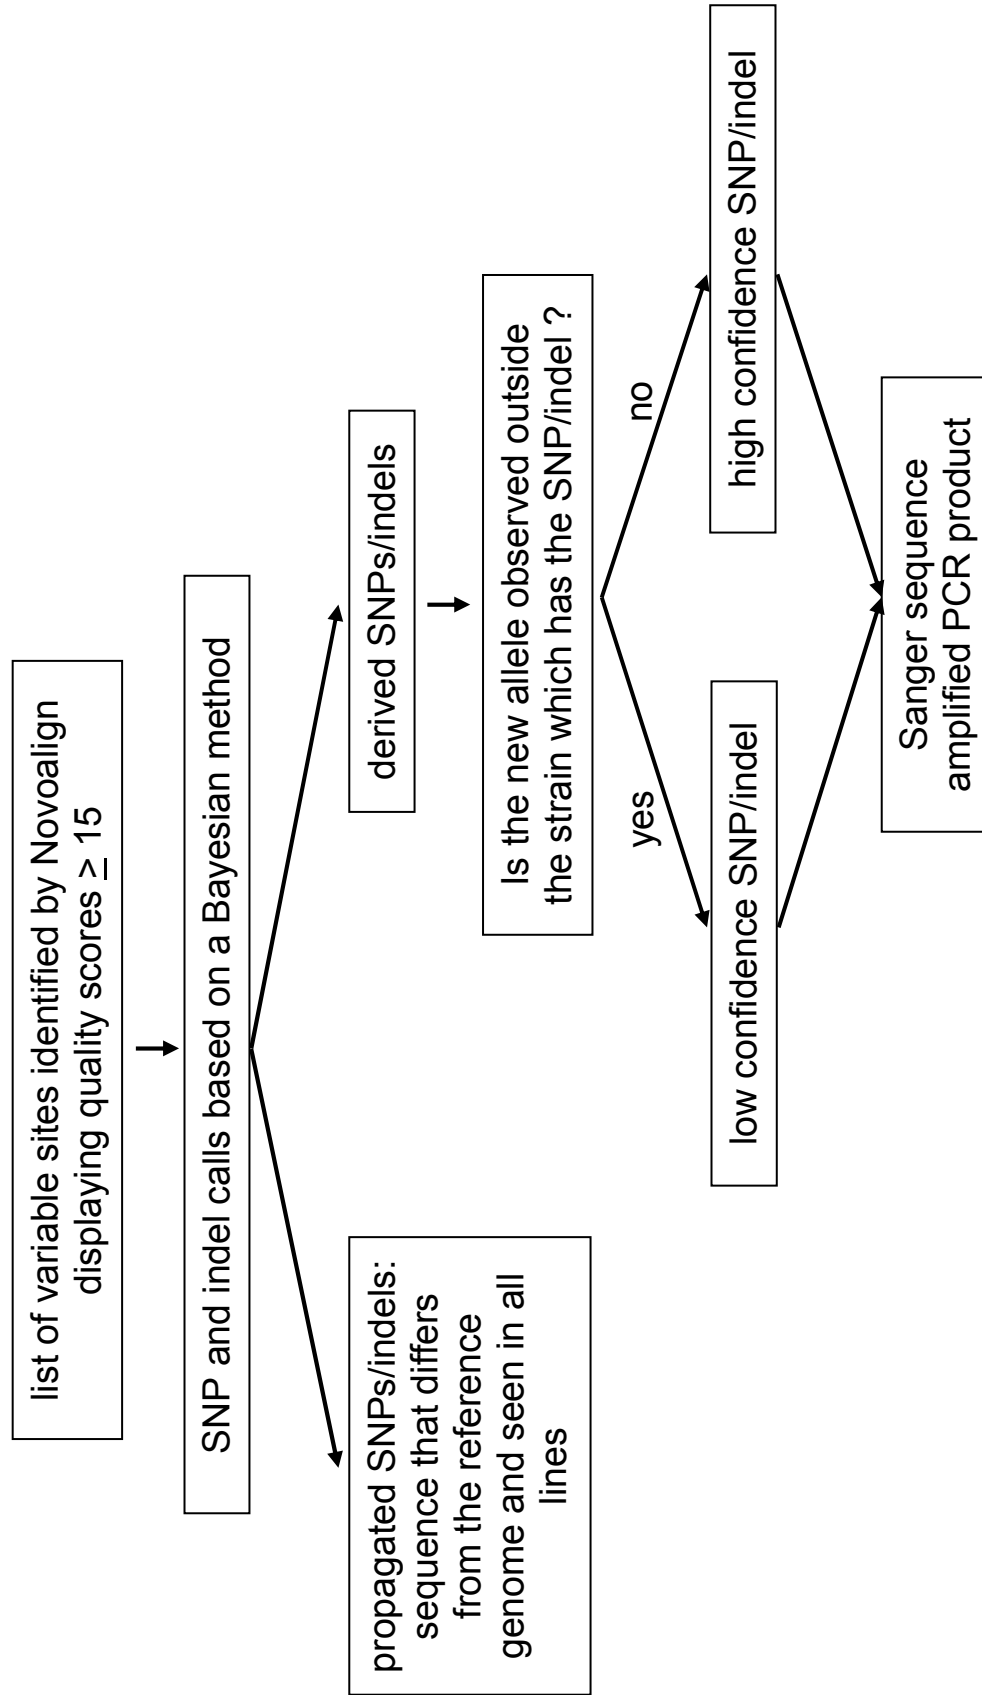 list of variable sites identified by Novoalign
displaying quality scores ≥ 15
SNP and indel calls based on a Bayesian method
propagated SNPs/indels:
sequence that differs
from the reference
genome and seen in all
lines
derived SNPs/indels
Is the new allele observed outside
the strain which has the SNP/indel ?
yes
no
low confidence SNP/indel
high confidence SNP/indel
Sanger sequence
amplified PCR product